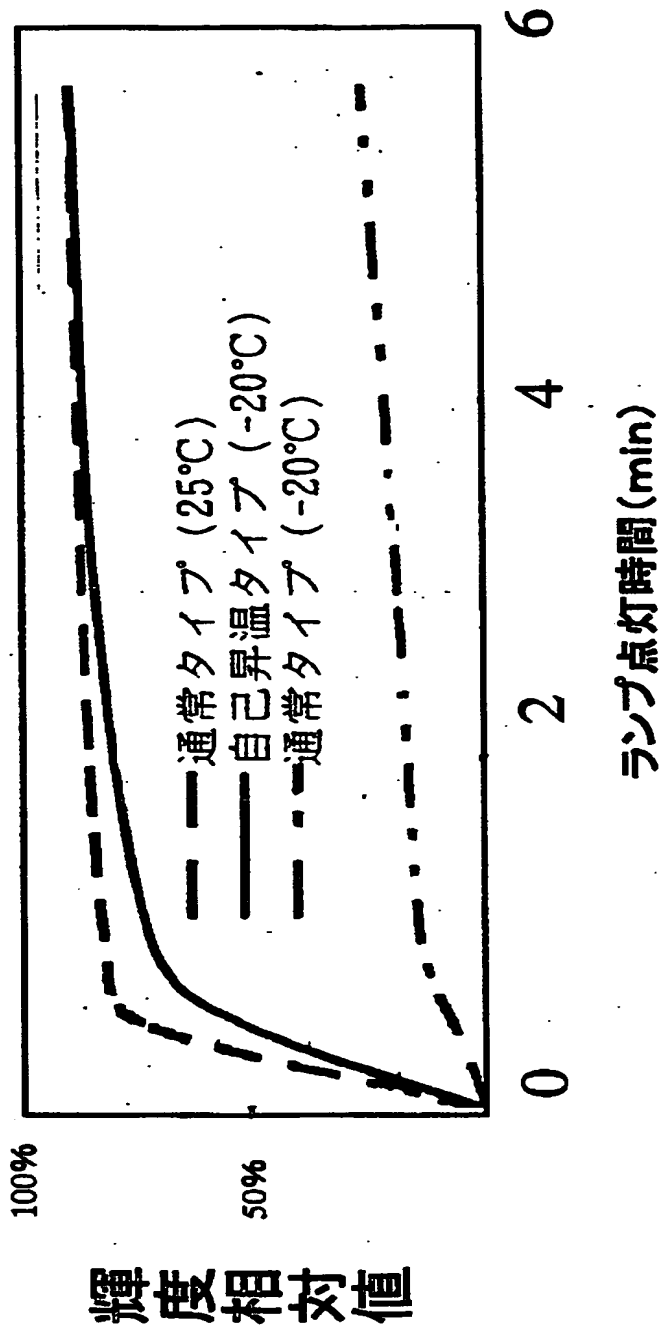 輝度相対値
100%
50%
通常タイプ (25℃)
自己昇温タイプ (-20℃)
通常タイプ (-20℃)
0
2
4
6
ランプ点灯時間(min)